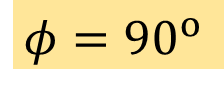 ϕ = 90º